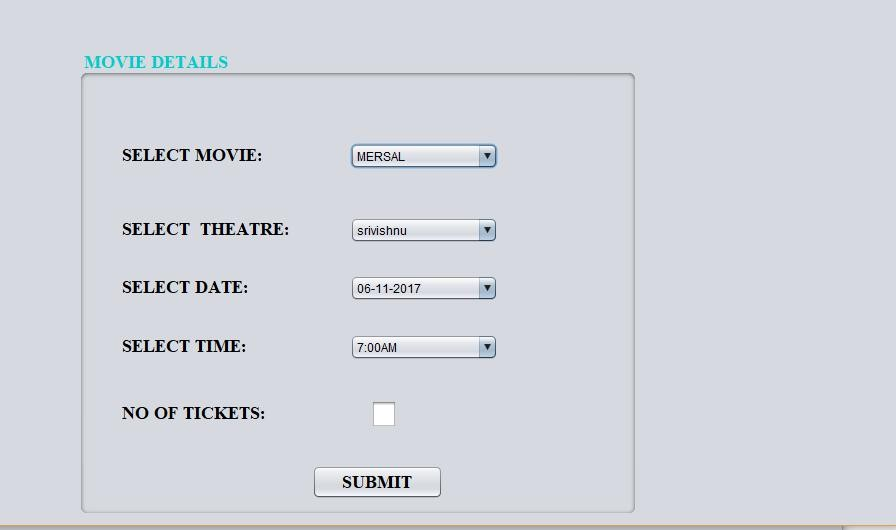 MOVIE DETAILS
SELECT MOVIE: MERSAL
SELECT  THEATRE: srivishnu
SELECT DATE: 06-11-2017
SELECT TIME: 7:00AM
NO OF TICKETS:
SUBMIT